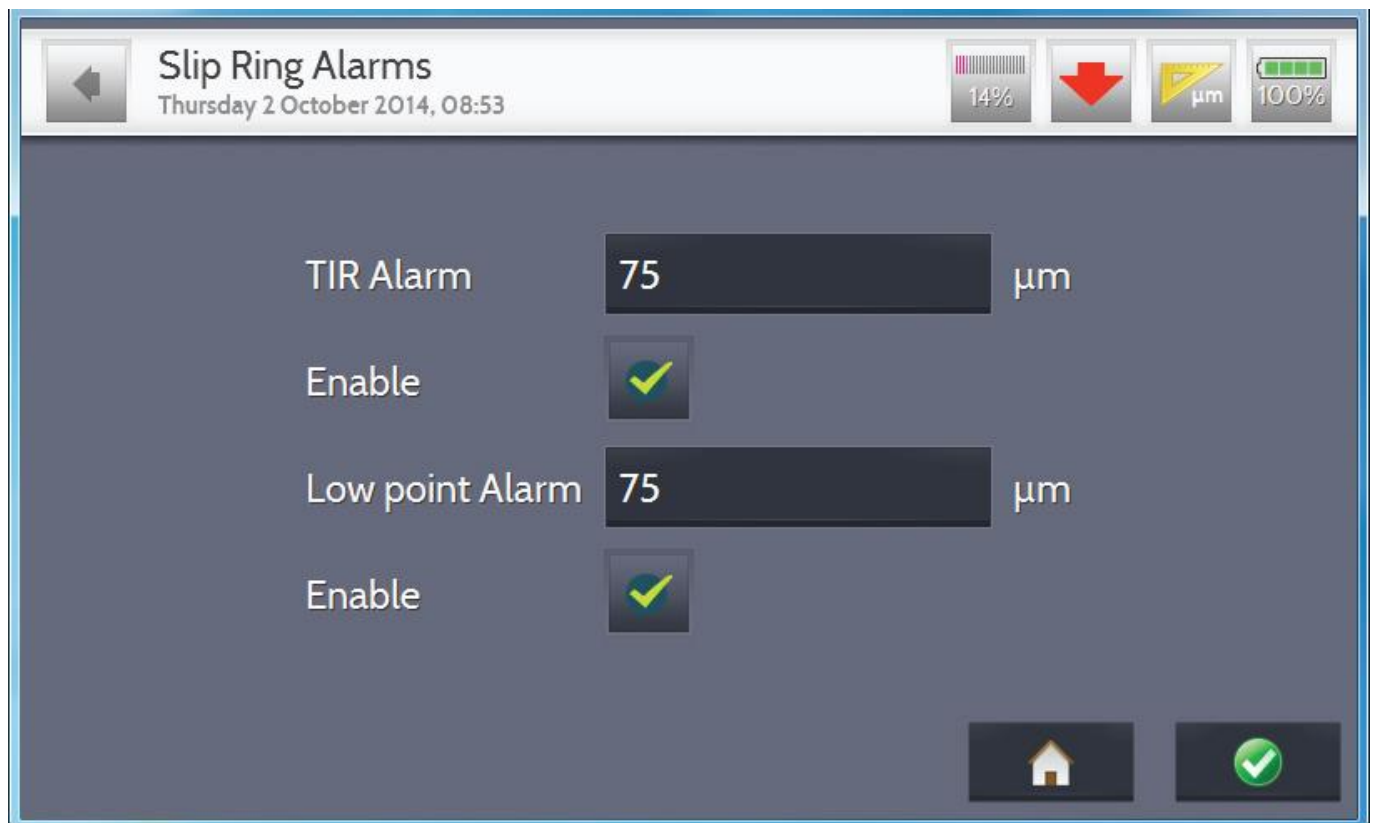 Slip Ring Alarms
Thursday 2 October 2014, 08:53
14%
µm
100%
TIR Alarm 75 µm
Enable
Low point Alarm 75 µm
Enable